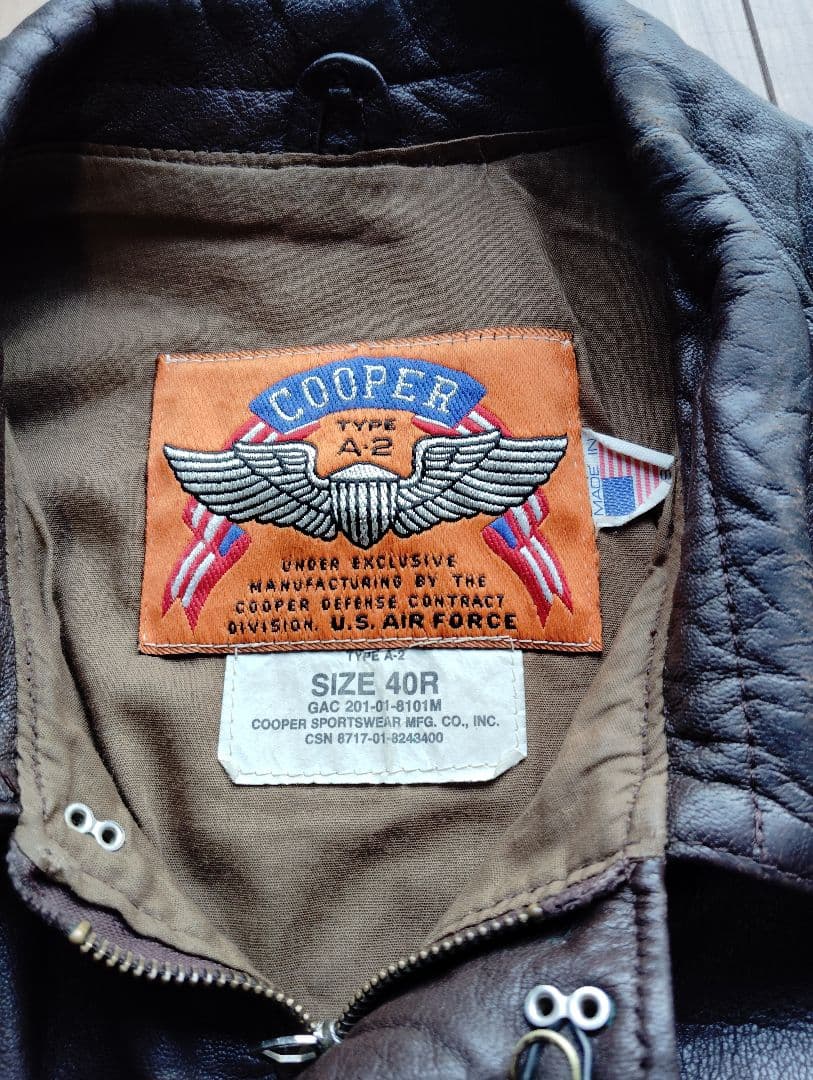 COOPER
TYPE
A-2
UNDER EXCLUSIVE
MANUFACTURING BY THE
COOPER DEFENSE CONTRACT
DIVISION. U.S. AIR FORCE
MADE IN
TYPE A-2
SIZE 40R
GAC 201-01-8101M
COOPER SPORTSWEAR MFG. CO., INC.
CSN 8717-01-8243400